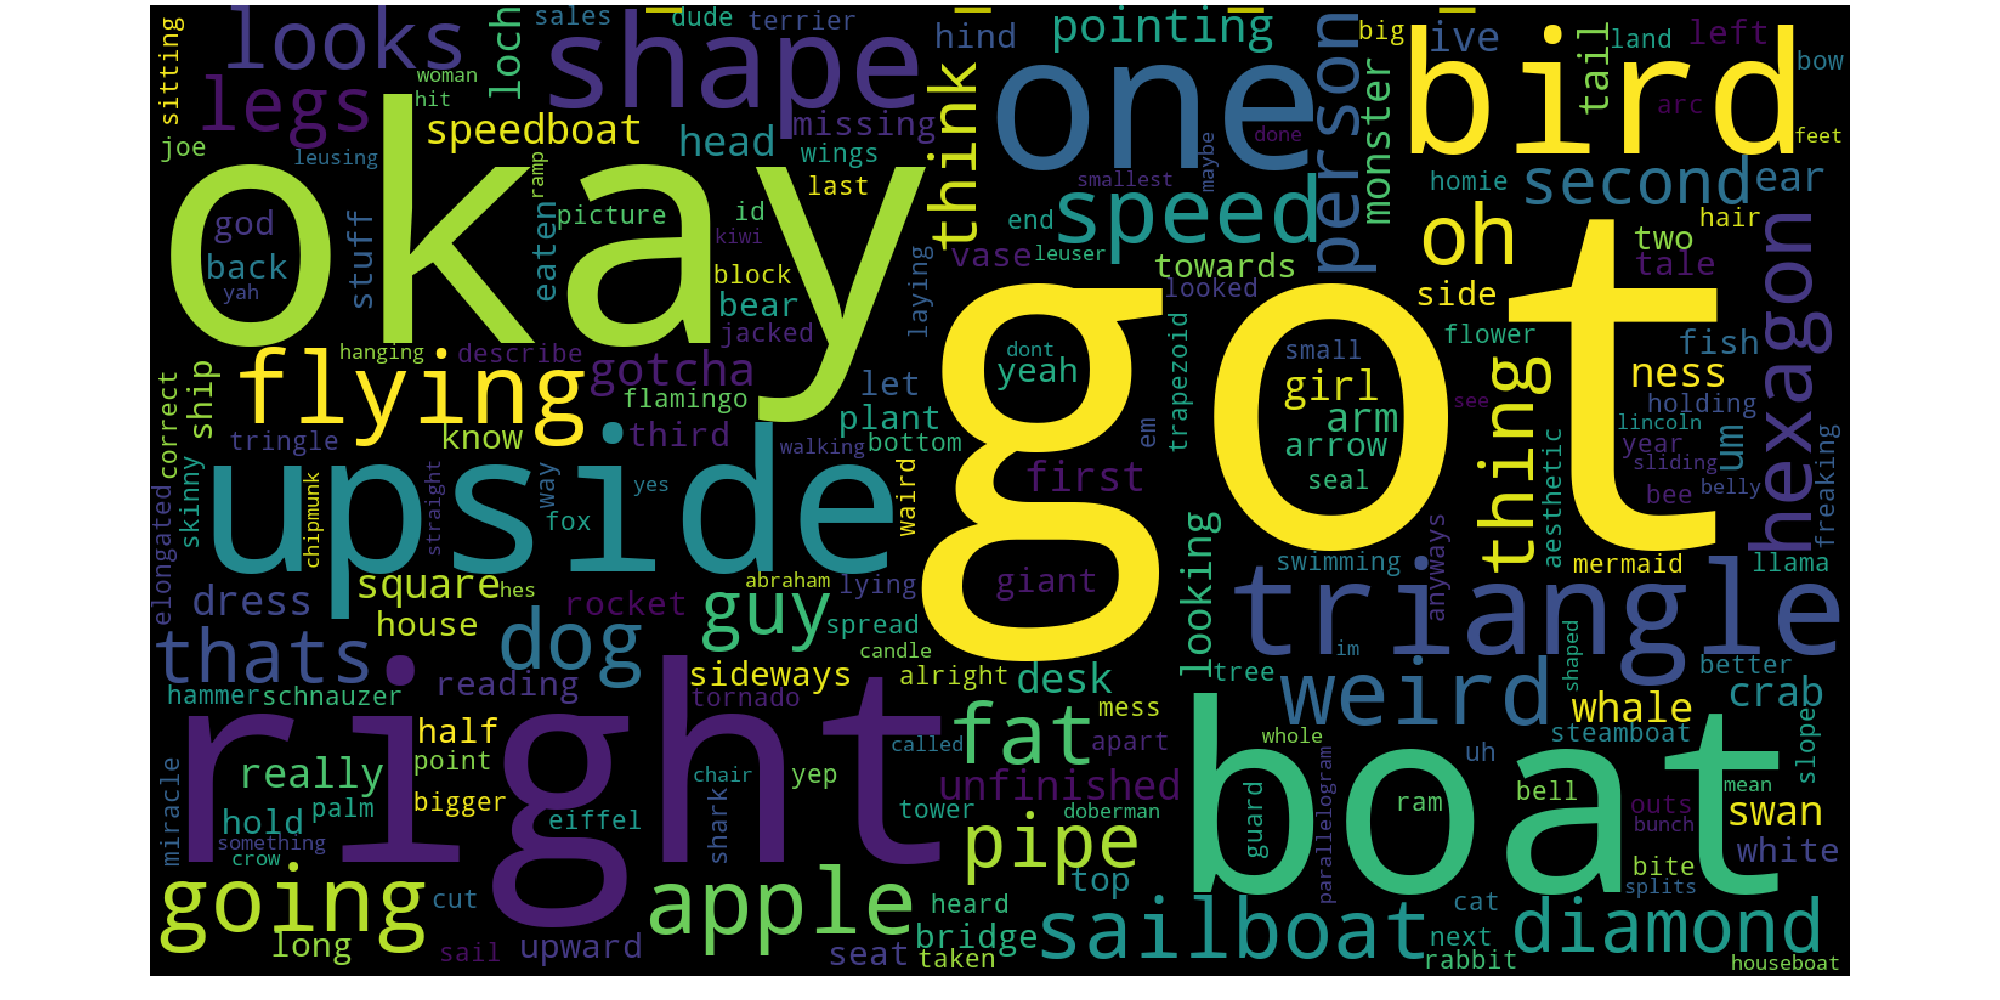 sitting
looks
sales
dude
terrier
hind
pointing
big
ive
land
left
bow
woman
hit
loch
shape
one
person
bird
tail
arc
feet
legs
speedboat
head
missing
think
done
monster
joe
leusing
ramp
wings
last
smallest
maybe
homie
second
ear
okay
god
back
yah
stuff
eaten
picture
id
kiwi
block
bear
jacked
laying
vase
end
leuser
speed
towards
looked
oh
side
hair
two
tale
hexagon
got
flying
hanging
describe
gotcha
flamingo
let
plant
bottom
dont
yeah
trapezoid
small
girl
arm
arrow
seal
see
flower
thing
fish
ness
holding
lincoln
year
um
sliding
bee
belly
freaking
aesthetic
correct
ship
tringle
know
third
walking
em
first
skinny
chipmunk
straight
way
fox
yes
waird
upside
elongated
square
hes
abraham
lying
giant
looking
swimming
anyways
mermaid
llama
triangle
im
shaped
dress
house
rocket
guy
spread
candle
thats
dog
hammer
schnauzer
reading
sideways
tornado
alright
desk
tree
weird
better
crab
whale
steamboat
slope
right
half
point
bigger
called
fat
mess
apart
whole
uh
parallelogram
boat
miracle
really
hold
palm
something
crow
eiffel
chair
shark
yep
tower
unfinished
doberman
pipe
guard
ram
bell
outs
bunch
mean
swan
white
bite
splits
going
long
sail
cut
upward
apple
seat
heard
bridge
taken
top
sailboat
cat
next
rabbit
diamond
houseboat